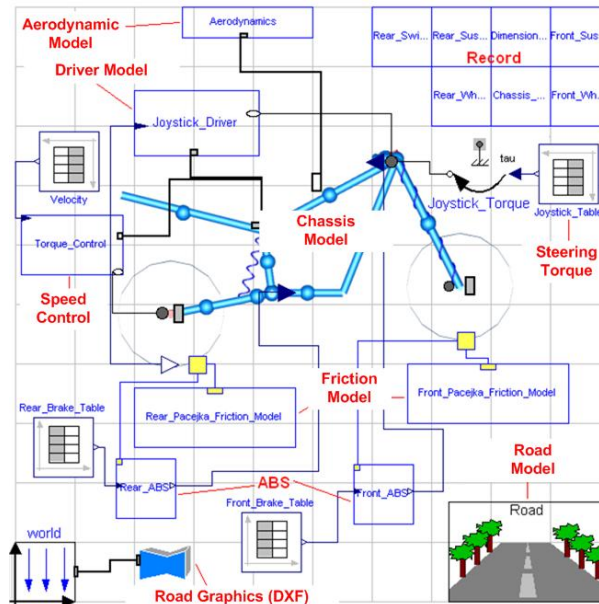 Aerodynamic
Model
Aerodynamics
Rear_Swi... Rear_Sus... Dimension... Front_Sus...
Record
Driver Model
Rear_Wh... Chassis_... Front_Wh...
Joystick_Driver
tau
Velocity
Joystick_Torque
Joystick_Table
Chassis
Model
Torque_Control
Steering
Torque
Speed
Control
Friction
Model
Rear_Brake_Table
Rear_Pacejka_Friction_Model
Front_Pacejka_Friction_Model
Road
Model
ABS
Rear_ABS
Front_ABS
Front_Brake_Table
Road
world
Road Graphics (DXF)